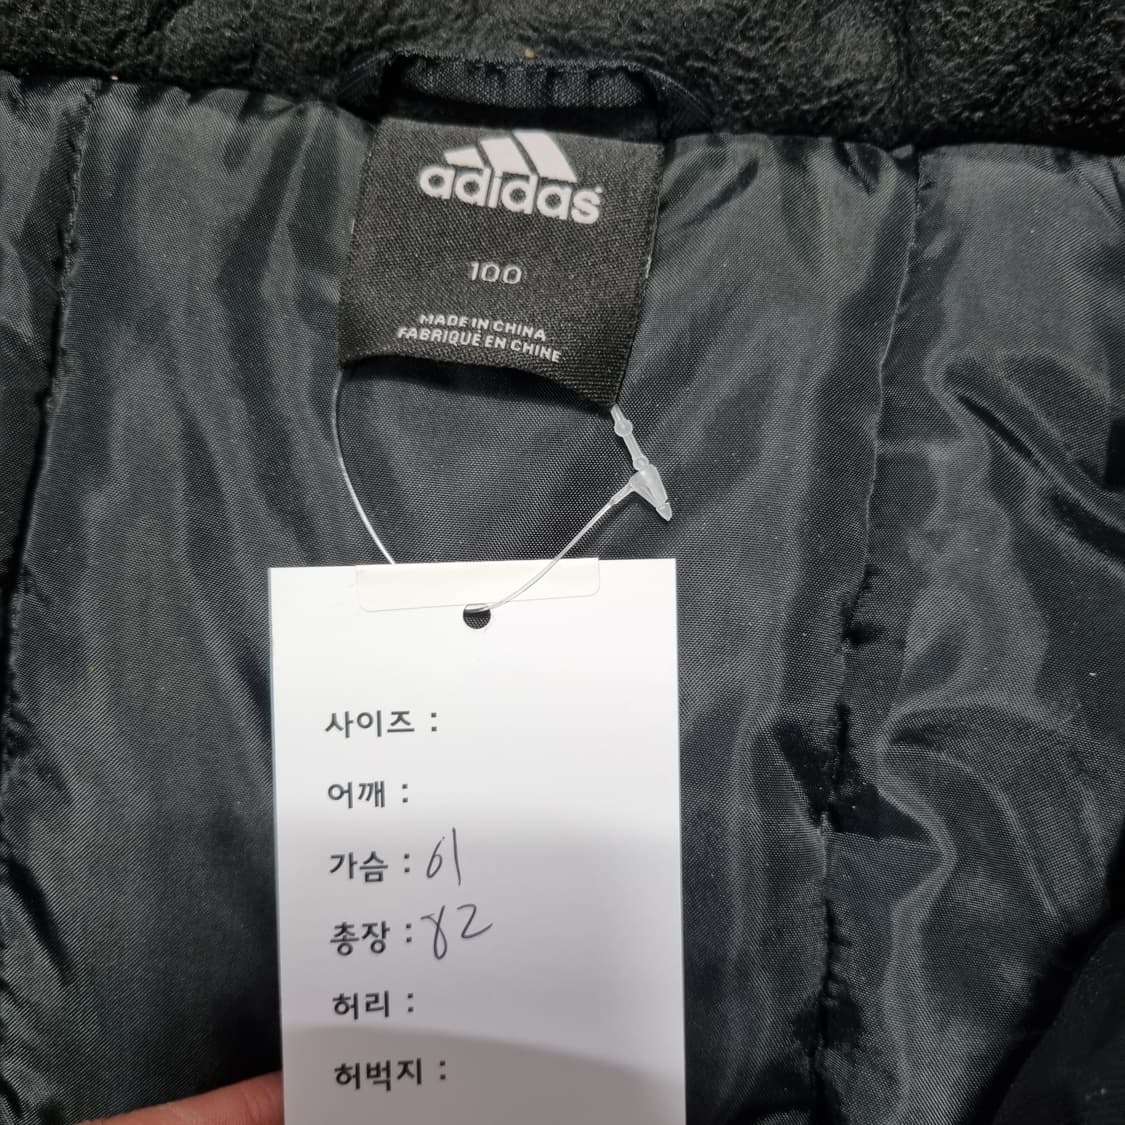 adidas
100
MADE IN CHINA
FABRIQUÉ EN CHINE
사이즈 :
어깨 :
가슴 : 61
총장 : 82
허리 :
허벅지 :